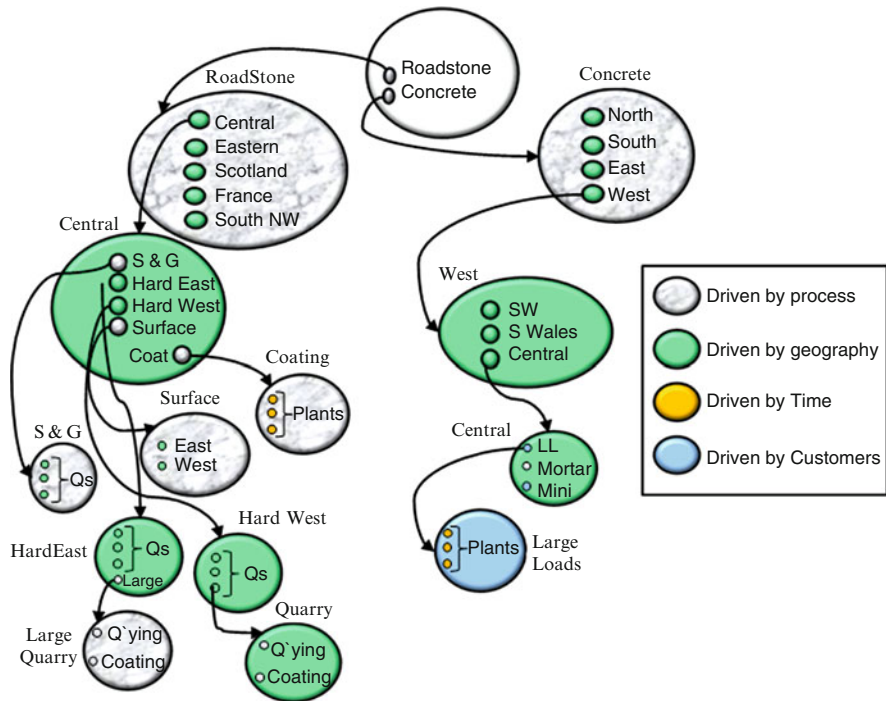 Roadstone
Concrete
RoadStone
Central
Eastern
Scotland
France
South NW
Concrete
North
South
East
West
Central
S & G
Hard East
Hard West
Surface
Coat
West
SW
S Wales
Central
Driven by process
Driven by geography
Driven by Time
Driven by Customers
Coating
Plants
Surface
East
West
S & G
Qs
Central
LL
Mortar
Mini
HardEast
Qs
Large
Hard West
Qs
Plants
Large
Loads
Large
Quarry
Q`ying
Coating
Quarry
Q`ying
Coating